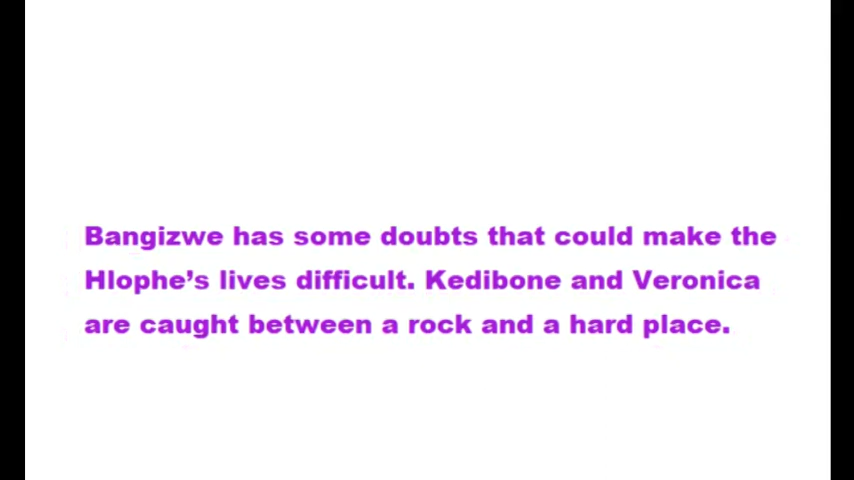 Bangizwe has some doubts that could make the
Hlophe’s lives difficult. Kedibone and Veronica
are caught between a rock and a hard place.